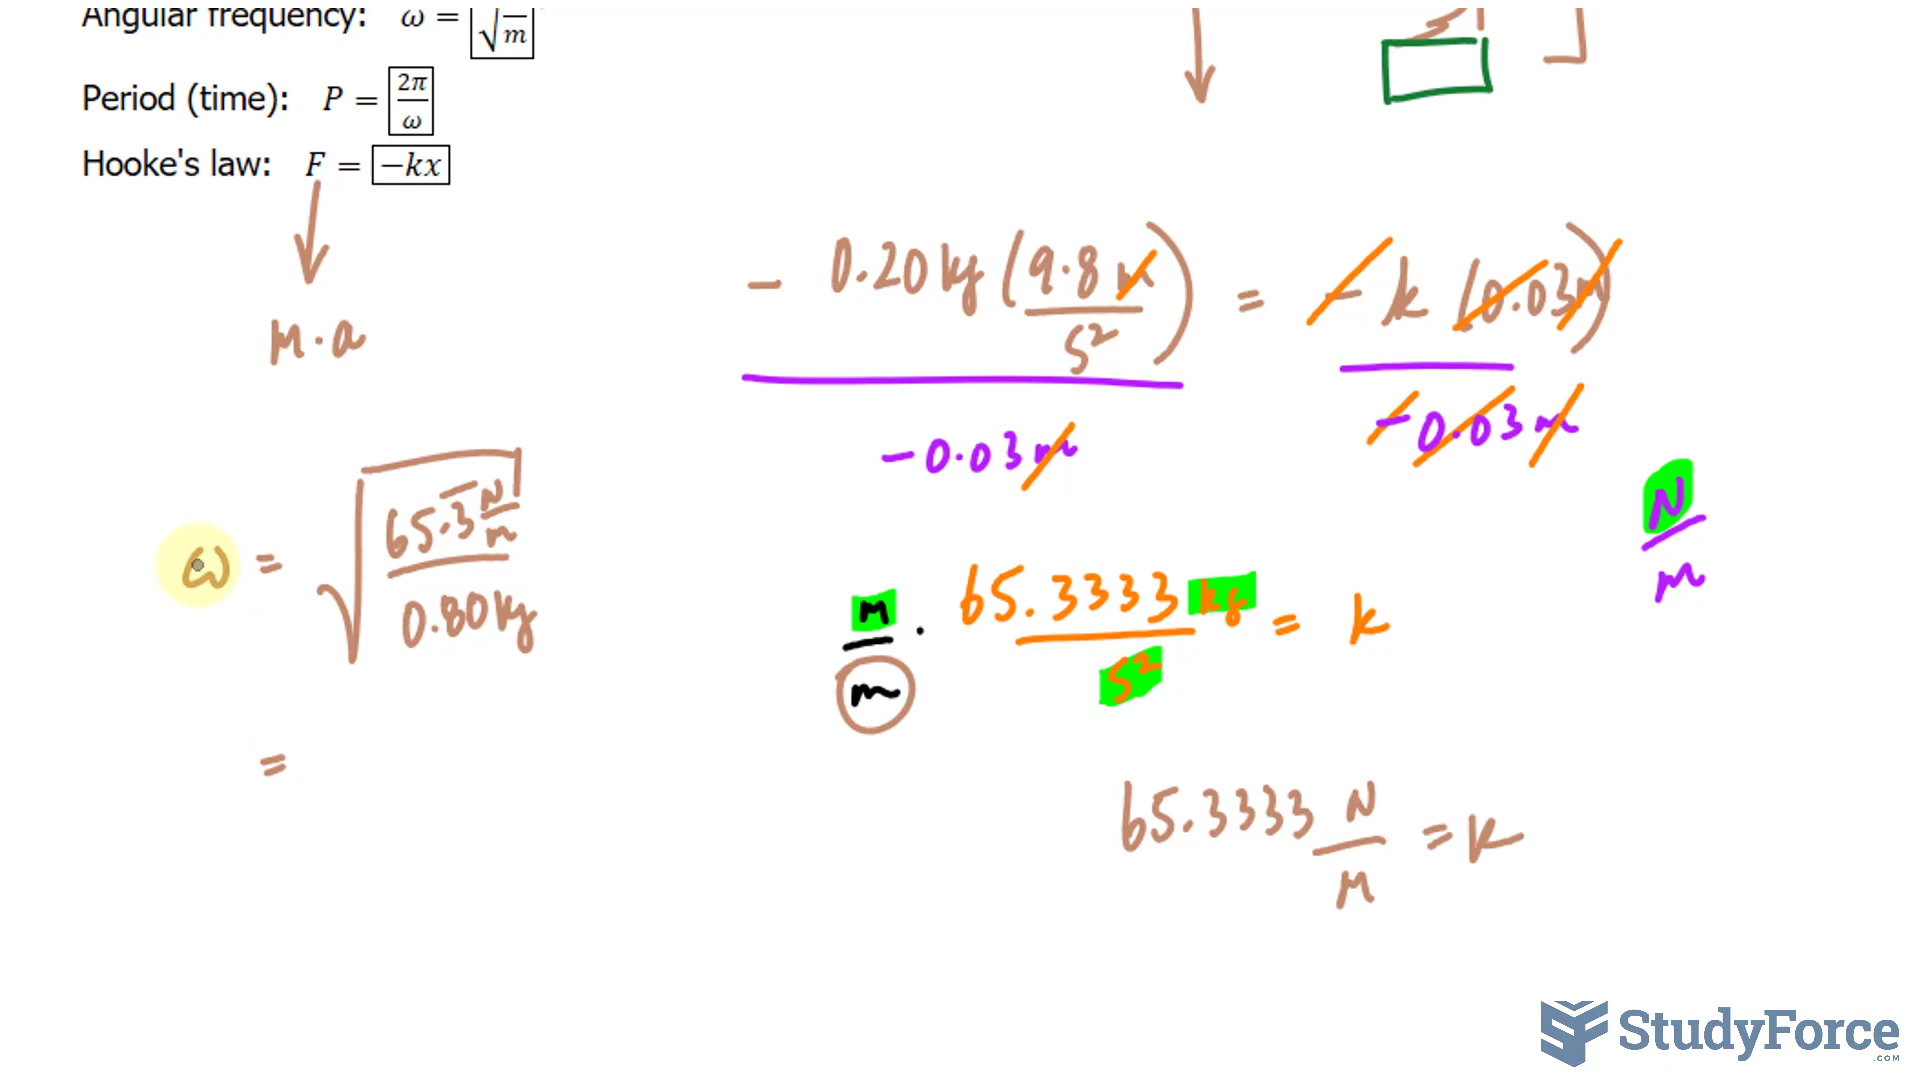 Angular frequency: ω = √ m
Period (time): P = 2π/ω
Hooke's law: F = −kx
m · a
− 0.20 kg (9.8 m/s²) = − k (0.03 m)
− 0.03 m − 0.03 m
N/m
ω = √(65.3̅ N/m / 0.80 kg)
m/m · 65.3333 kg/s² = k
=
65.3333 N/m = k
StudyForce
.COM